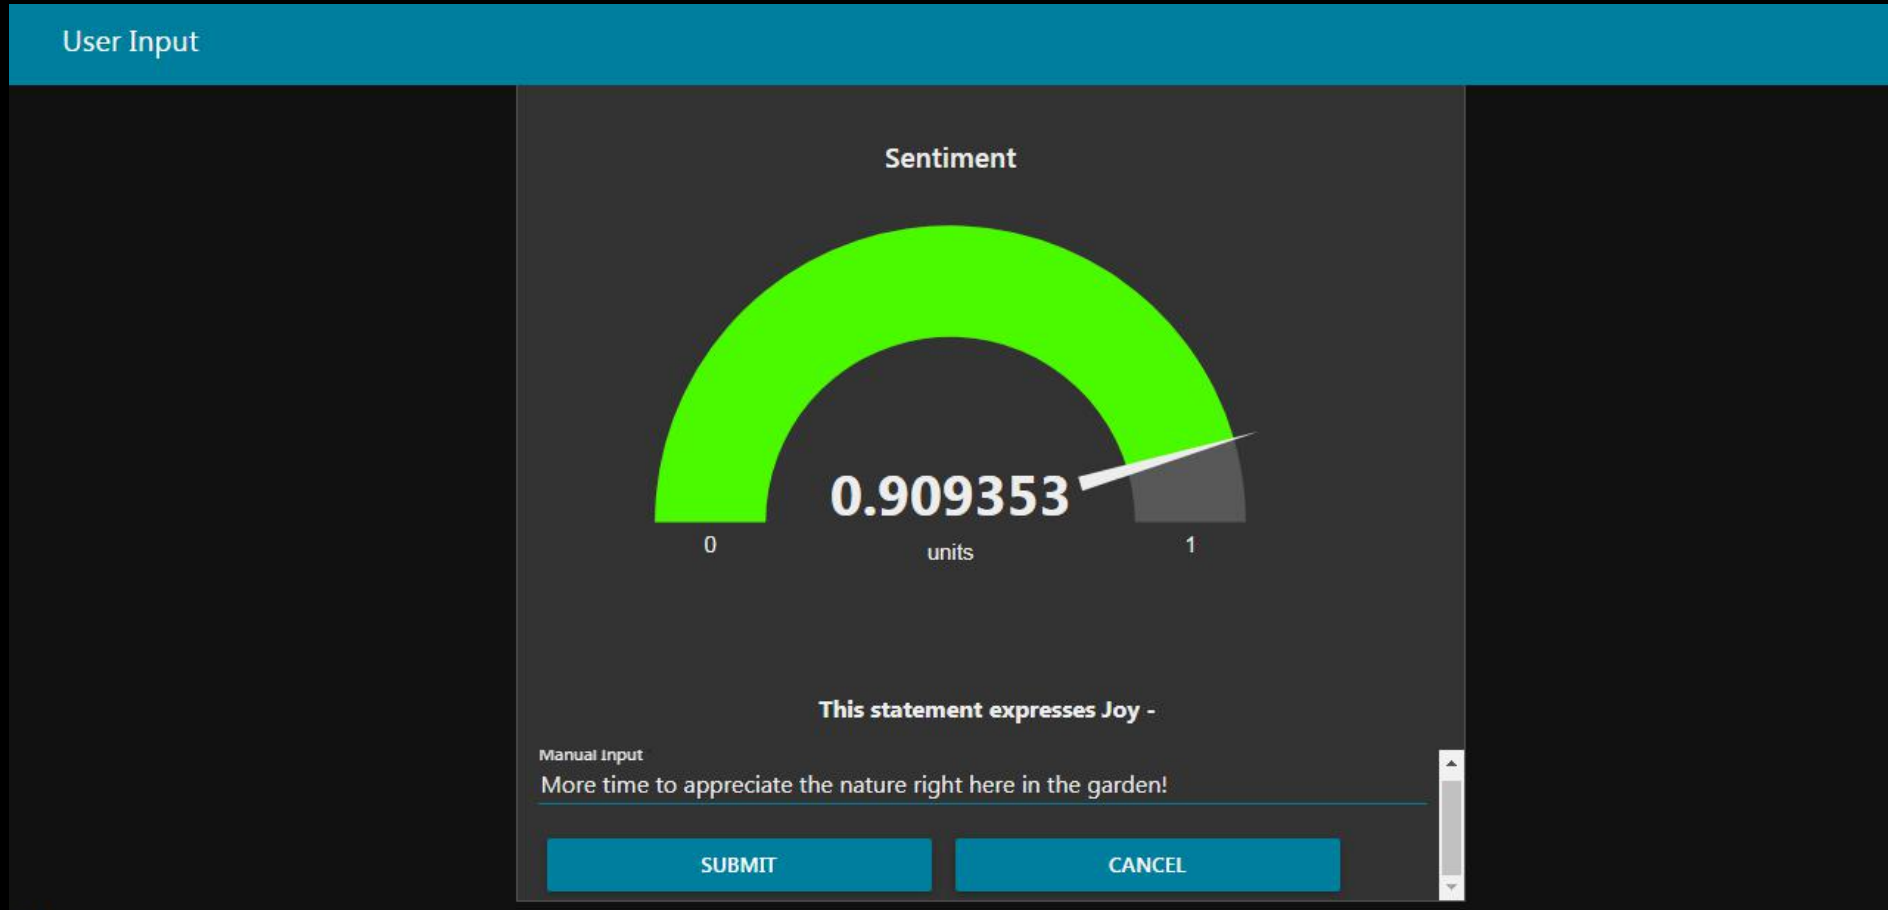 User Input
Sentiment
0.909353
0
units
1
This statement expresses Joy -
Manual Input
More time to appreciate the nature right here in the garden!
SUBMIT
CANCEL